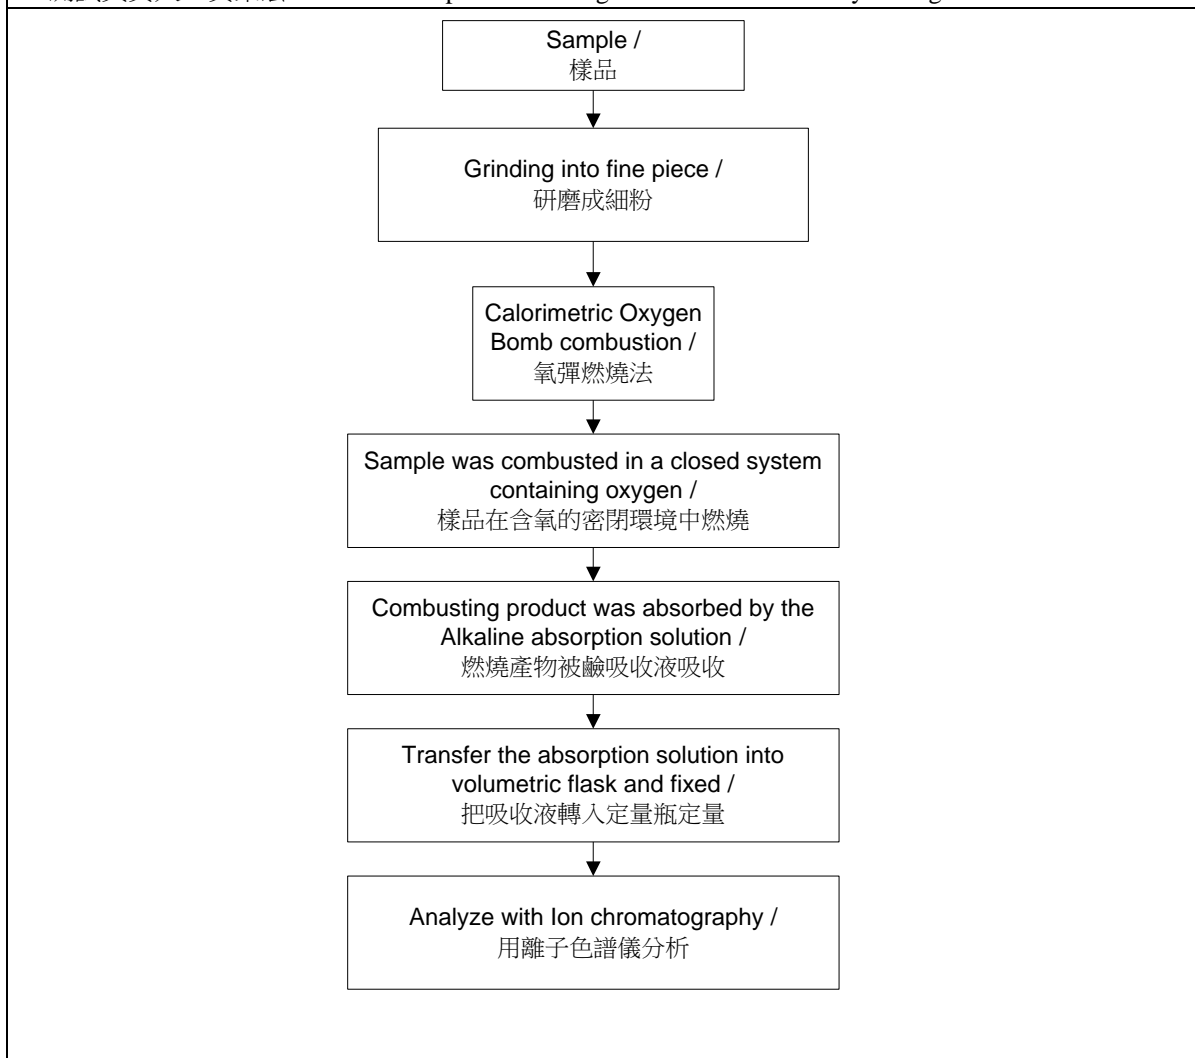 Sample /
樣品
Grinding into fine piece /
研磨成細粉
Calorimetric Oxygen
Bomb combustion /
氧彈燃燒法
Sample was combusted in a closed system
containing oxygen /
樣品在含氧的密閉環境中燃燒
Combusting product was absorbed by the
Alkaline absorption solution /
燃燒產物被鹼吸收液吸收
Transfer the absorption solution into
volumetric flask and fixed /
把吸收液轉入定量瓶定量
Analyze with Ion chromatography /
用離子色譜儀分析